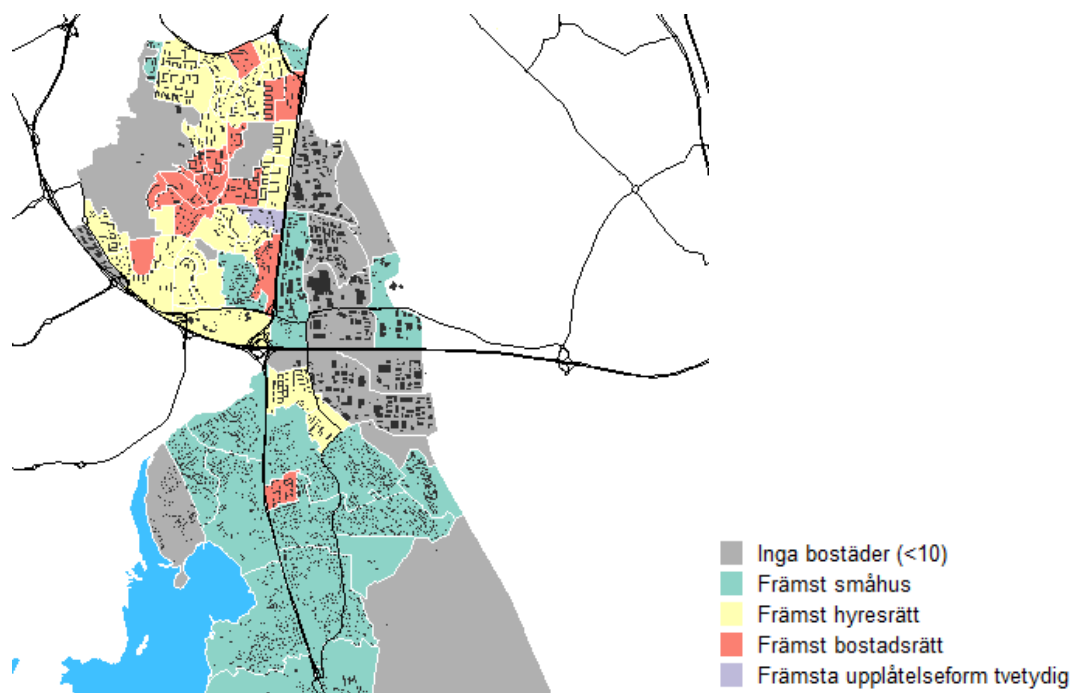 Inga bostäder (<10)
Främst småhus
Främst hyresrätt
Främst bostadsrätt
Främsta upplåtelseform tvetydig